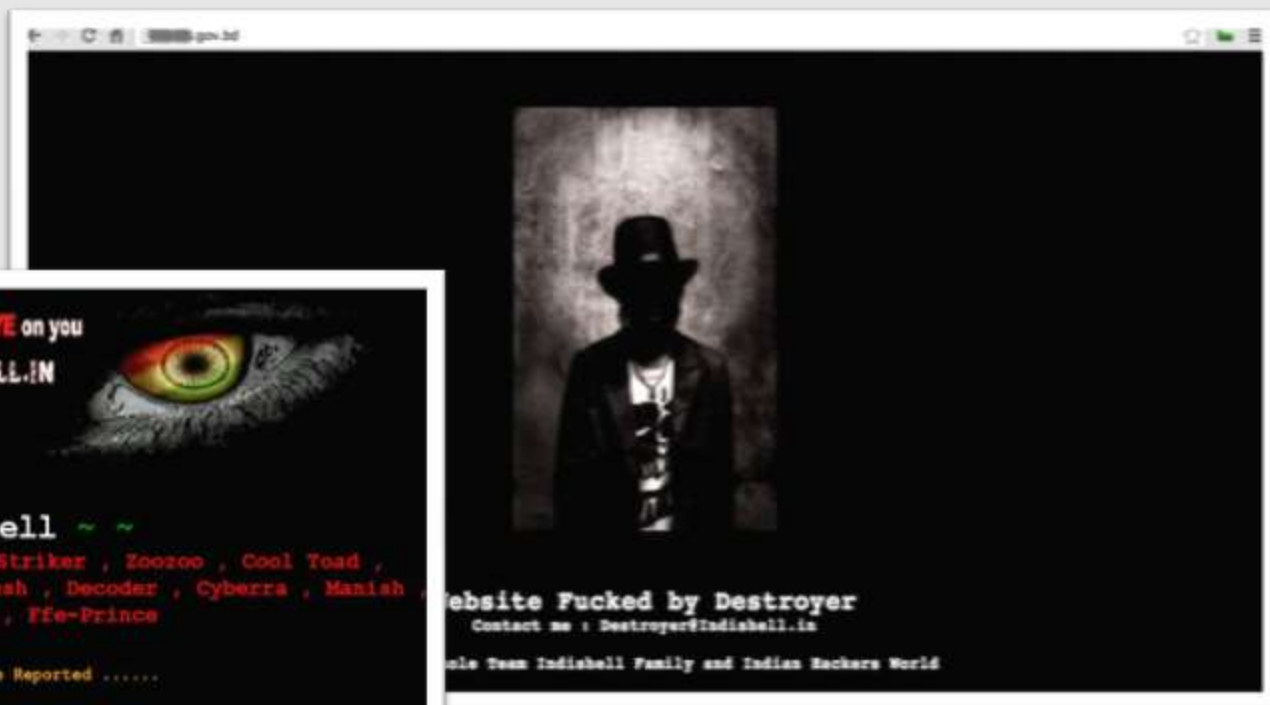 gov.bd
E on you
LL.IN
ell ~ ~
Striker , Zoozoo , Cool Toad ,
sh , Decoder , Cyberra , Manish ,
, Ffe-Prince
Reported ......
ebsite Fucked by Destroyer
Contact me : Destroyer@Indishell.in
ole Team Indishell Family and Indian Hackers World